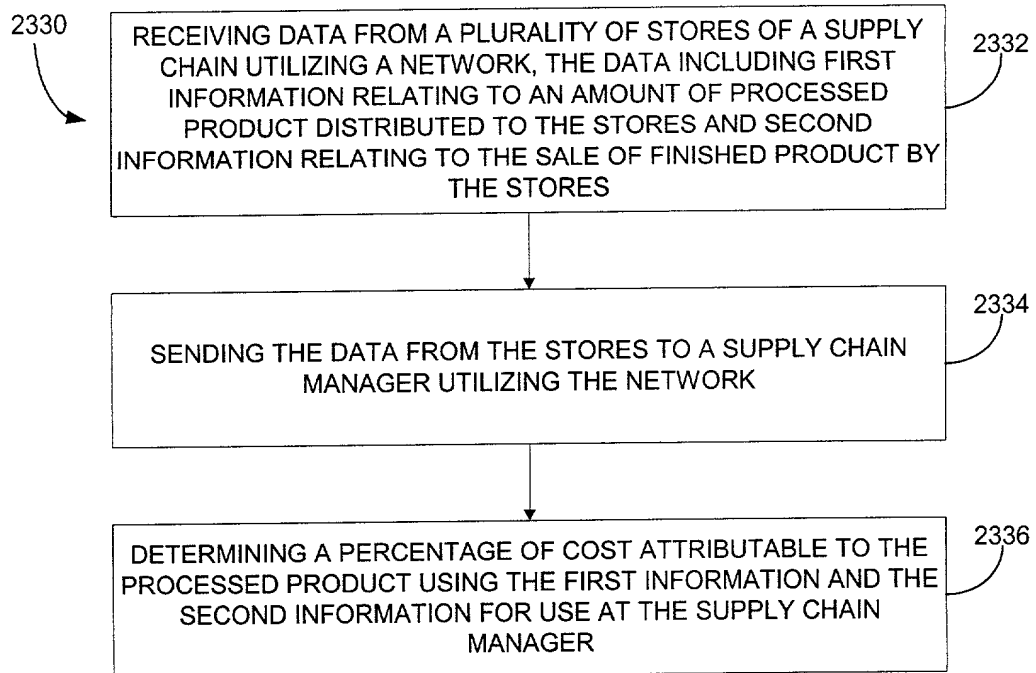 2330
RECEIVING DATA FROM A PLURALITY OF STORES OF A SUPPLY
CHAIN UTILIZING A NETWORK, THE DATA INCLUDING FIRST
INFORMATION RELATING TO AN AMOUNT OF PROCESSED
PRODUCT DISTRIBUTED TO THE STORES AND SECOND
INFORMATION RELATING TO THE SALE OF FINISHED PRODUCT BY
THE STORES
2332
SENDING THE DATA FROM THE STORES TO A SUPPLY CHAIN
MANAGER UTILIZING THE NETWORK
2334
DETERMINING A PERCENTAGE OF COST ATTRIBUTABLE TO THE
PROCESSED PRODUCT USING THE FIRST INFORMATION AND THE
SECOND INFORMATION FOR USE AT THE SUPPLY CHAIN
MANAGER
2336